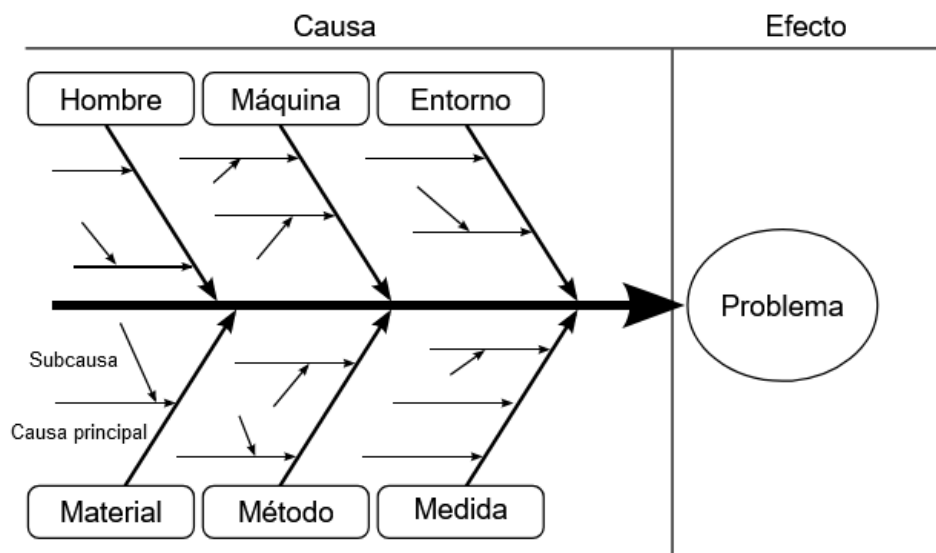 Causa
Efecto
Hombre
Máquina
Entorno
Problema
Subcausa
Causa principal
Material
Método
Medida